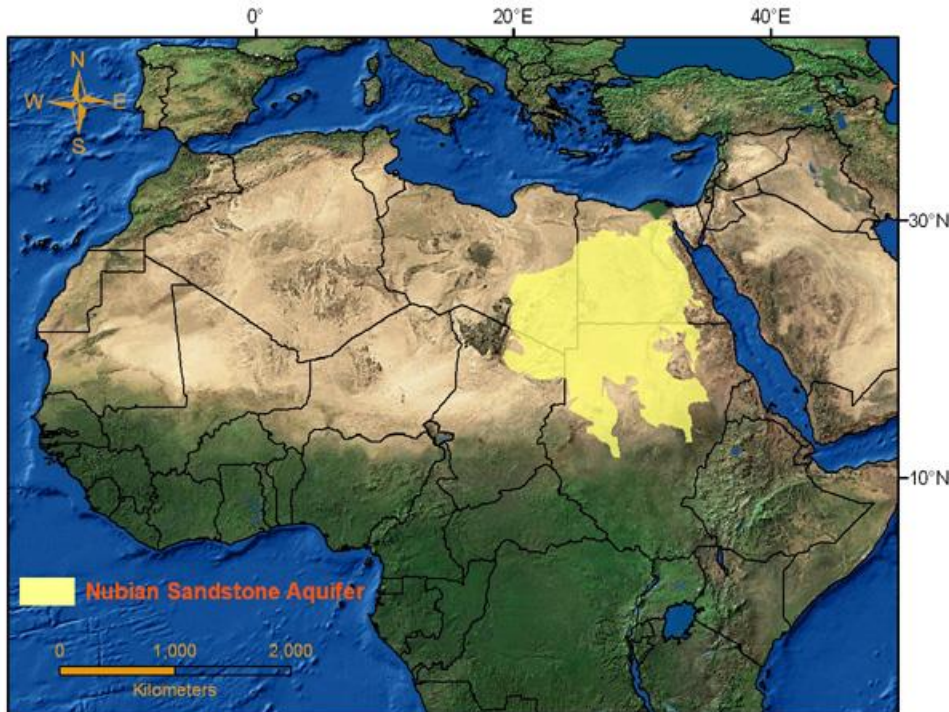 0° 20°E 40°E
N
W E
S
30°N
10°N
Nubian Sandstone Aquifer
0 1,000 2,000
Kilometers